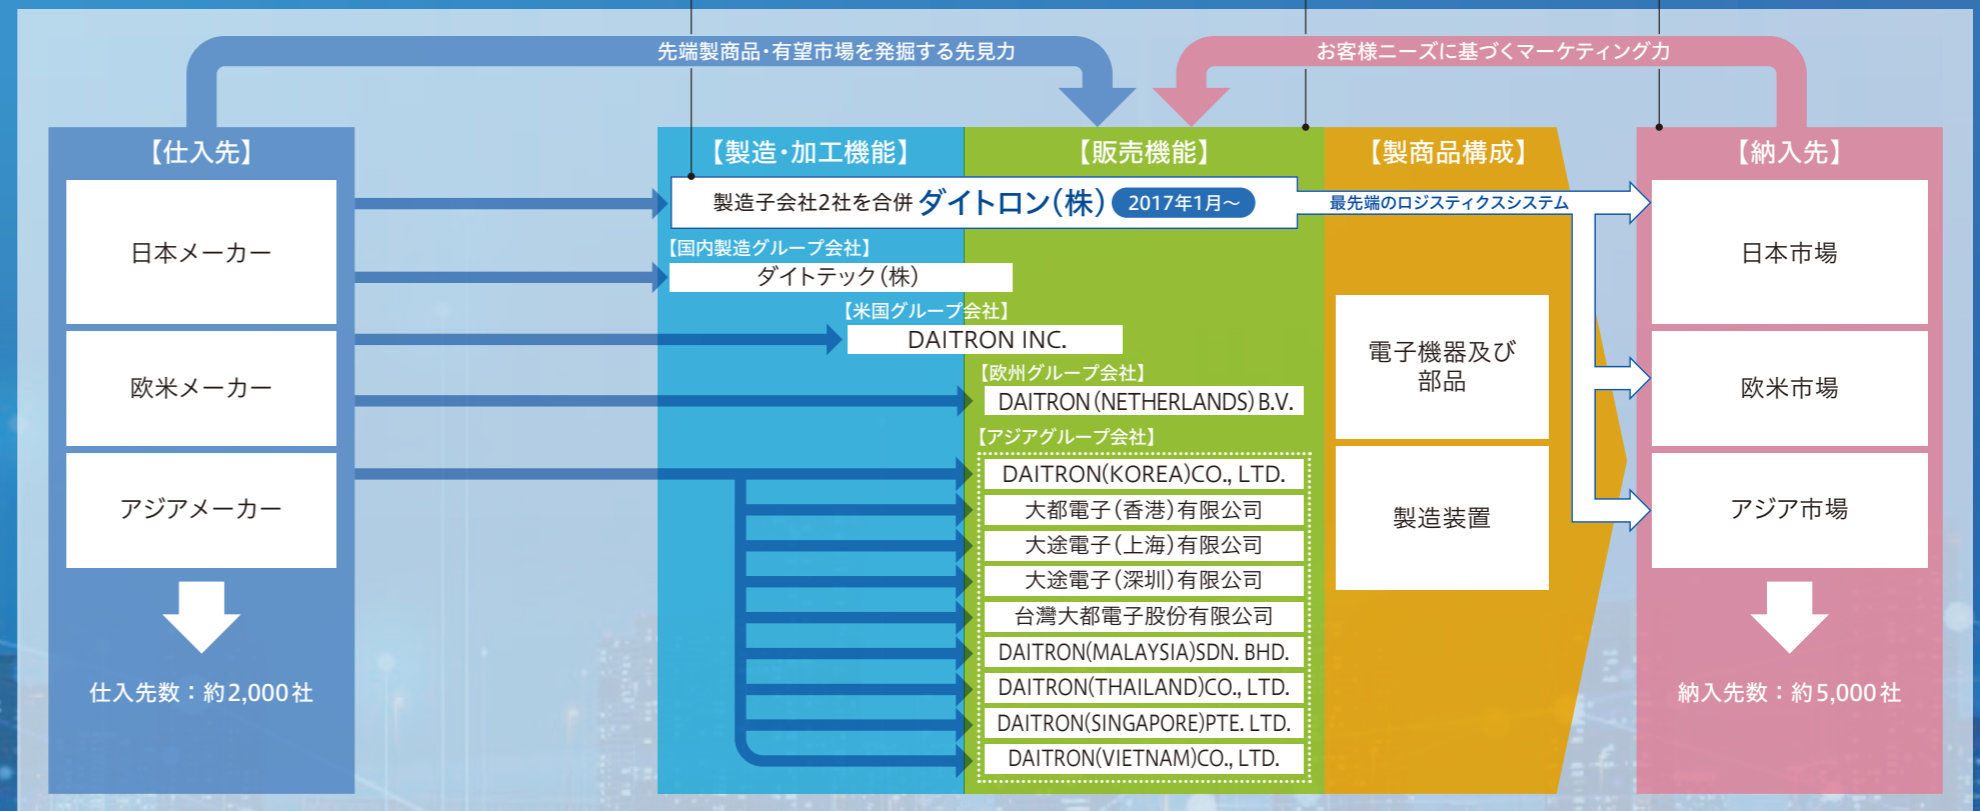 先端製商品・有望市場を発掘する先見力
お客様ニーズに基づくマーケティング力
【仕入先】
日本メーカー
欧米メーカー
アジアメーカー
仕入先数：約2,000社
【製造・加工機能】
【販売機能】
【製商品構成】
【納入先】
製造子会社2社を合併 ダイトロン(株) 2017年1月～
最先端のロジスティクスシステム
【国内製造グループ会社】
ダイトテック(株)
【米国グループ会社】
DAITRON INC.
【欧州グループ会社】
DAITRON(NETHERLANDS)B.V.
【アジアグループ会社】
DAITRON(KOREA)CO., LTD.
大都電子(香港)有限公司
大途電子(上海)有限公司
大途電子(深圳)有限公司
台灣大都電子股份有限公司
DAITRON(MALAYSIA)SDN. BHD.
DAITRON(THAILAND)CO., LTD.
DAITRON(SINGAPORE)PTE. LTD.
DAITRON(VIETNAM)CO., LTD.
電子機器及び
部品
製造装置
日本市場
欧米市場
アジア市場
納入先数：約5,000社